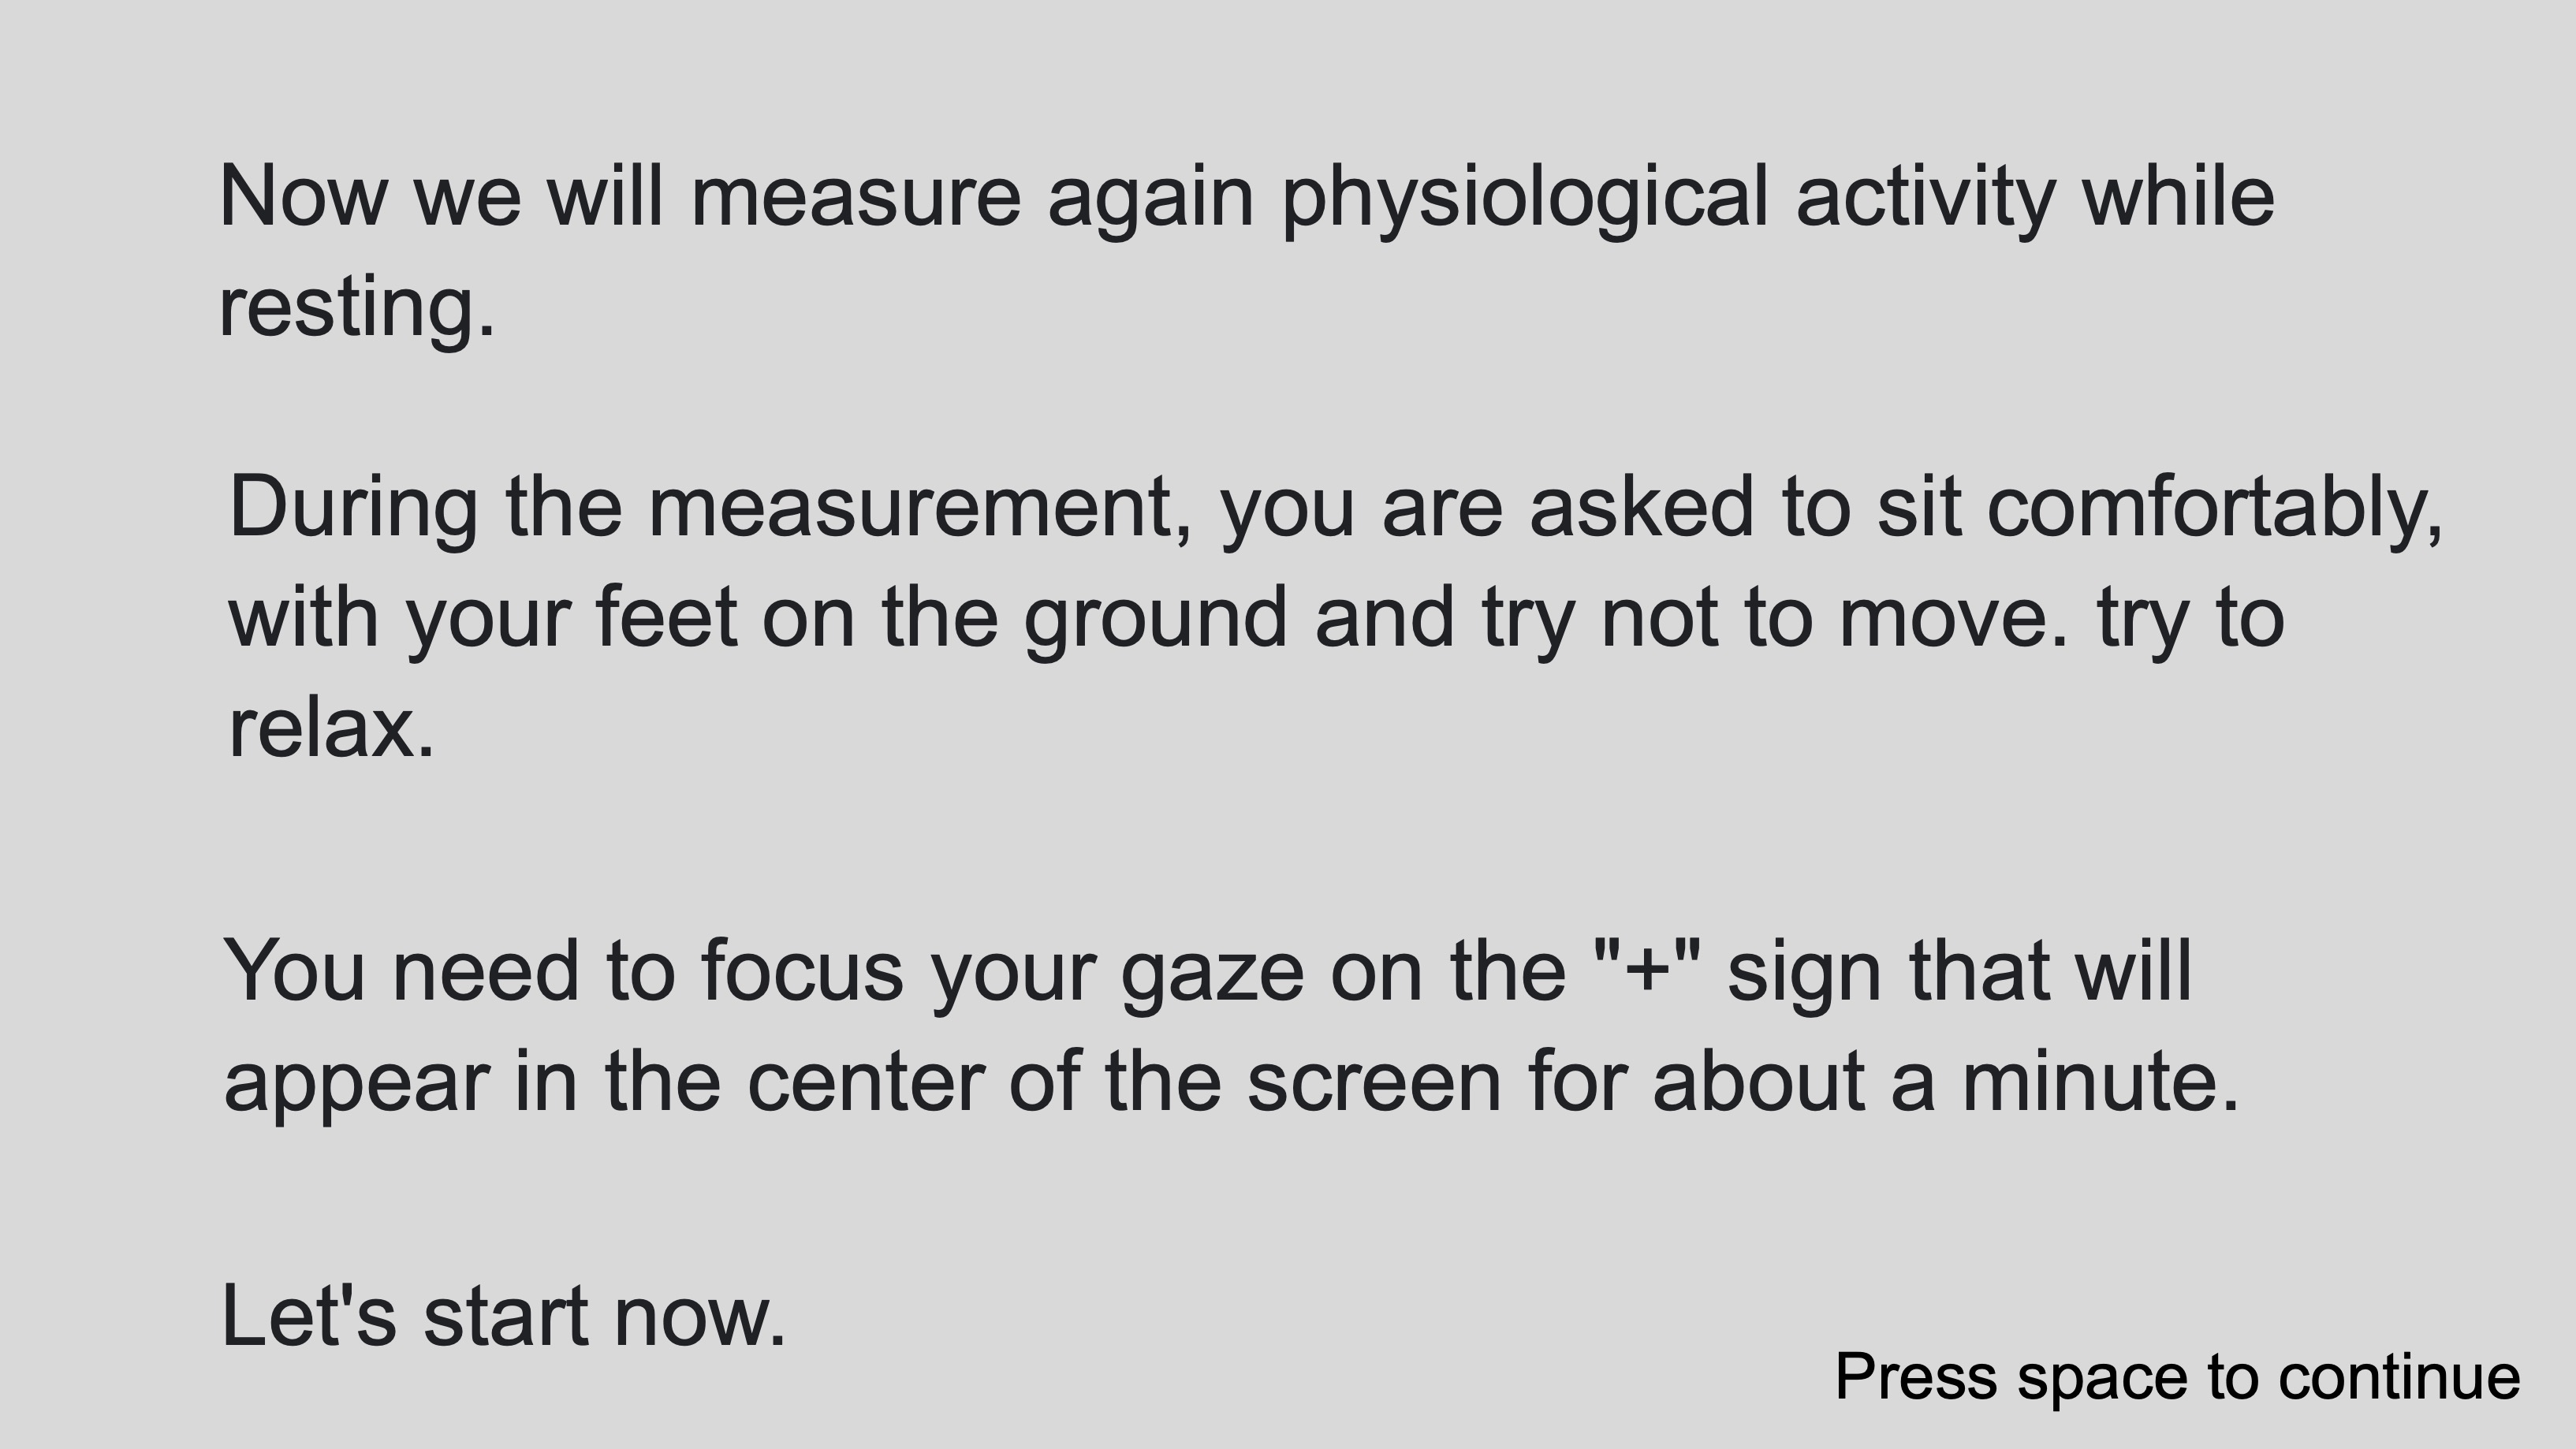 Now we will measure again physiological activity while
resting.
During the measurement, you are asked to sit comfortably,
with your feet on the ground and try not to move. try to
relax.
You need to focus your gaze on the "+" sign that will
appear in the center of the screen for about a minute.
Let's start now.
Press space to continue